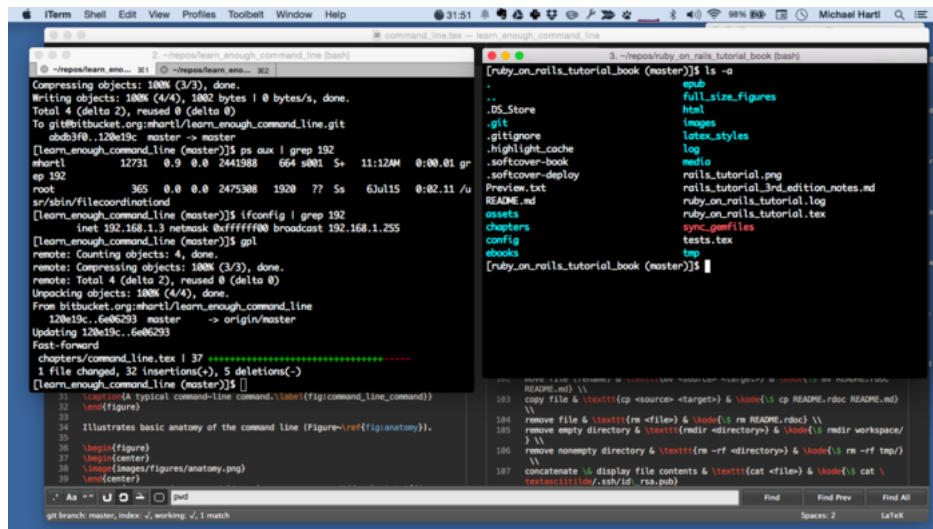 iTerm Shell Edit View Profiles Toolbelt Window Help 31:51 98% Michael Hartl
command_line.tex — learn_enough_command_line
2. ~/repos/learn_enough_command_line (bash)
~/repos/learn_eno... ⌘1 ~/repos/learn_eno... ⌘2
Compressing objects: 100% (3/3), done.
Writing objects: 100% (4/4), 1002 bytes | 0 bytes/s, done.
Total 4 (delta 2), reused 0 (delta 0)
To git@bitbucket.org:mhartl/learn_enough_command_line.git
abdb3f0..120e19c master -> master
[learn_enough_command_line (master)]$ ps aux | grep 192
mhartl 12731 0.9 0.0 2441988 664 s001 S+ 11:12AM 0:00.01 gr
ep 192
root 365 0.0 0.0 2475308 1920 ?? Ss 6Jul15 0:02.11 /u
sr/sbin/filecoordinationd
[learn_enough_command_line (master)]$ ifconfig | grep 192
inet 192.168.1.3 netmask 0xffffff00 broadcast 192.168.1.255
[learn_enough_command_line (master)]$ gpl
remote: Counting objects: 4, done.
remote: Compressing objects: 100% (3/3), done.
remote: Total 4 (delta 2), reused 0 (delta 0)
Unpacking objects: 100% (4/4), done.
From bitbucket.org:mhartl/learn_enough_command_line
120e19c..6e06293 master -> origin/master
Updating 120e19c..6e06293
Fast-forward
chapters/command_line.tex | 37 ++++++++++++++++++++++++++++++++-----
1 file changed, 32 insertions(+), 5 deletions(-)
[learn_enough_command_line (master)]$
3. ~/repos/ruby_on_rails_tutorial_book (bash)
[ruby_on_rails_tutorial_book (master)]$ ls -a
. epub
.. full_size_figures
.DS_Store html
.git images
.gitignore latex_styles
.highlight_cache log
.softcover-book media
.softcover-deploy rails_tutorial.png
Preview.txt rails_tutorial_3rd_edition_notes.md
README.md ruby_on_rails_tutorial.log
assets ruby_on_rails_tutorial.tex
chapters sync_gemfiles
config tests.tex
ebooks tmp
[ruby_on_rails_tutorial_book (master)]$
31 \caption{A typical command-line command.\label{fig:command_line_command}}
32 \end{figure}
33
34 Illustrates basic anatomy of the command line (Figure~\ref{fig:anatomy}).
35
36 \begin{figure}
37 \begin{center}
38 \image{images/figures/anatomy.png}
39 \end{center}
README.md} \\
103 copy file & \texttt{cp <source> <target>} & \kode{\$ cp README.rdoc README.md}
\\
104 remove file & \texttt{rm <file>} & \kode{\$ rm README.rdoc} \\
105 remove empty directory & \texttt{rmdir <directory>} & \kode{\$ rmdir workspace/
} \\
106 remove nonempty directory & \texttt{rm -rf <directory>} & \kode{\$ rm -rf tmp/}
\\
107 concatenate \& display file contents & \texttt{cat <file>} & \kode{\$ cat \
textasciitilde/.ssh/id\_rsa.pub}
.* Aa "" pwd Find Find Prev Find All
git branch: master, index: ✓, working: ✓, 1 match Spaces: 2 LaTeX